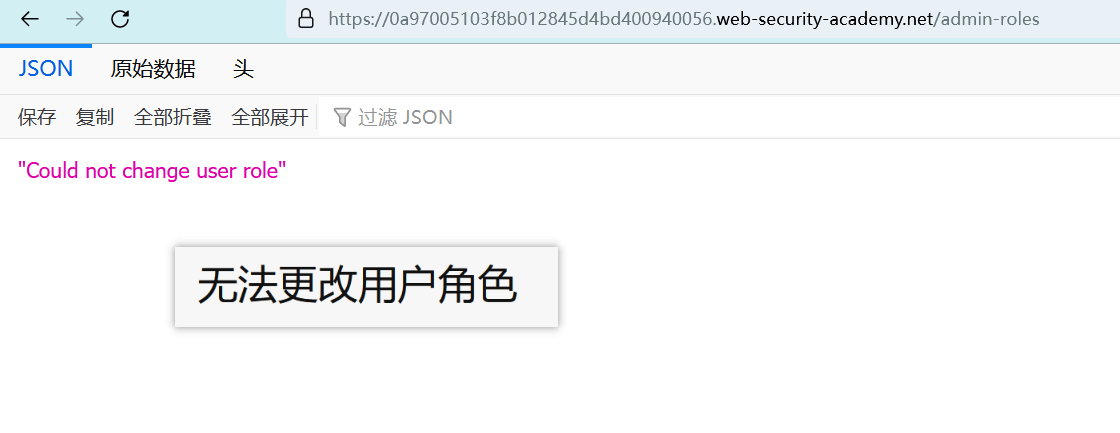 https://0a97005103f8b012845d4bd400940056.web-security-academy.net/admin-roles
JSON 原始数据 头
保存 复制 全部折叠 全部展开 过滤 JSON
"Could not change user role"
无法更改用户角色